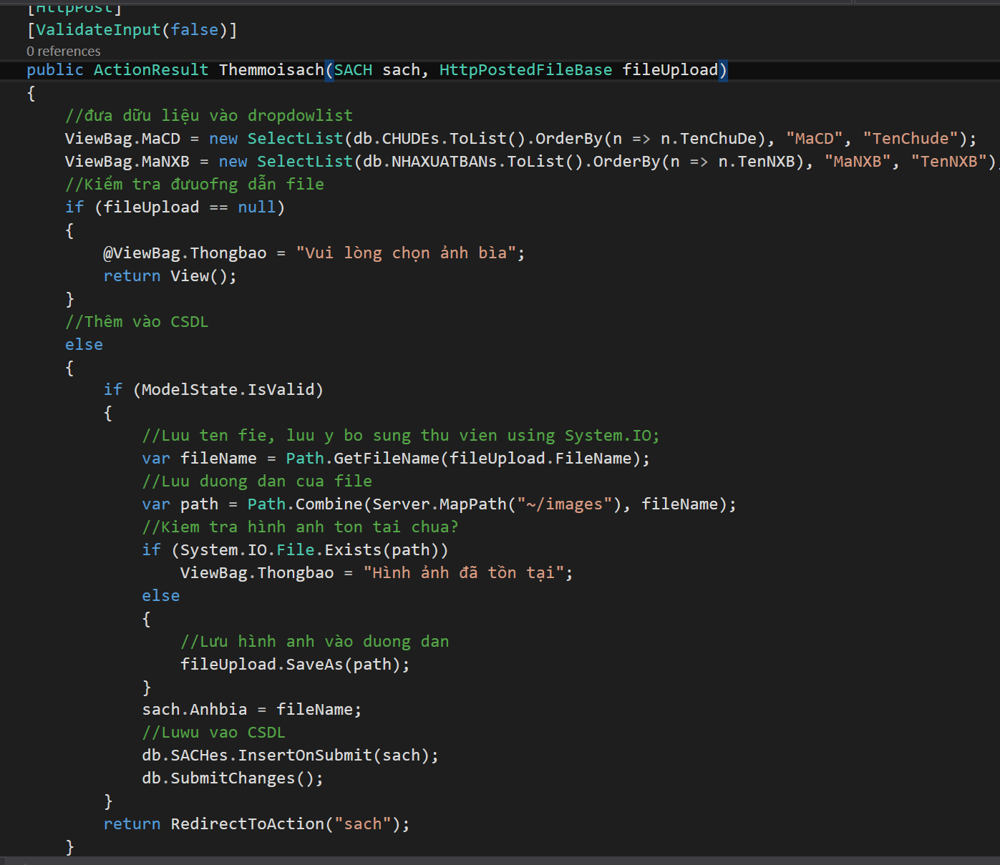 [HttpPost]
[ValidateInput(false)]
0 references
public ActionResult Themmoisach(SACH sach, HttpPostedFileBase fileUpload)
{
//đưa dữu liệu vào dropdowlist
ViewBag.MaCD = new SelectList(db.CHUDEs.ToList().OrderBy(n => n.TenChuDe), "MaCD", "TenChude");
ViewBag.MaNXB = new SelectList(db.NHAXUATBANs.ToList().OrderBy(n => n.TenNXB), "MaNXB", "TenNXB");
//Kiểm tra đưuofng dẫn file
if (fileUpload == null)
{
@ViewBag.Thongbao = "Vui lòng chọn ảnh bìa";
return View();
}
//Thêm vào CSDL
else
{
if (ModelState.IsValid)
{
//Luu ten fie, luu y bo sung thu vien using System.IO;
var fileName = Path.GetFileName(fileUpload.FileName);
//Luu duong dan cua file
var path = Path.Combine(Server.MapPath("~/images"), fileName);
//Kiem tra hình anh ton tai chua?
if (System.IO.File.Exists(path))
ViewBag.Thongbao = "Hình ảnh đã tồn tại";
else
{
//Lưu hình anh vào duong dan
fileUpload.SaveAs(path);
}
sach.Anhbia = fileName;
//Luwu vao CSDL
db.SACHes.InsertOnSubmit(sach);
db.SubmitChanges();
}
return RedirectToAction("sach");
}